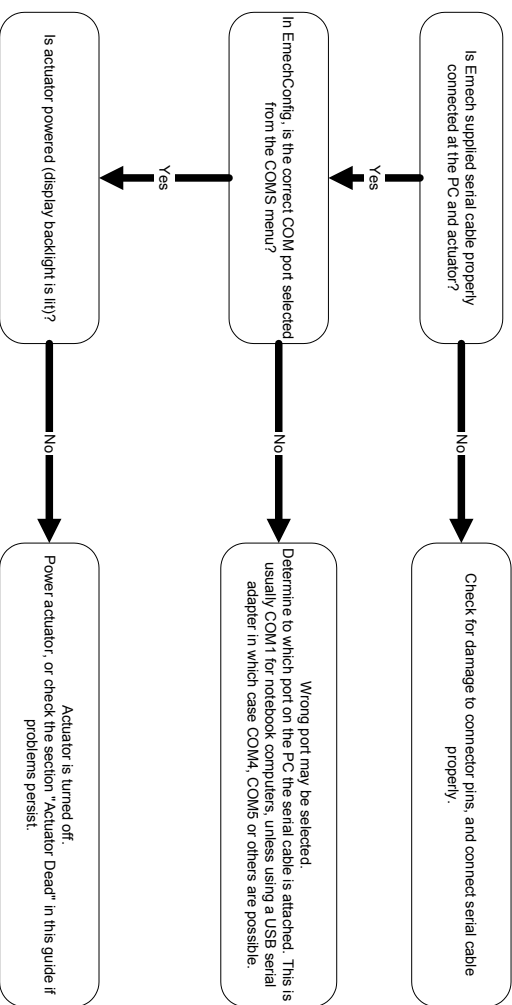 Is Emech supplied serial cable properly
connected at the PC and actuator?
No
Check for damage to connector pins, and connect serial cable
properly.
Yes
In EmechConfig, is the correct COM port selected
from the COMS menu?
No
Wrong port may be selected.
Determine to which port on the PC the serial cable is attached. This is
usually COM1 for notebook computers, unless using a USB serial
adapter in which case COM4, COM5 or others are possible.
Yes
Is actuator powered (display backlight is lit)?
No
Actuator is turned off.
Power actuator, or check the section "Actuator Dead" in this guide if
problems persist.